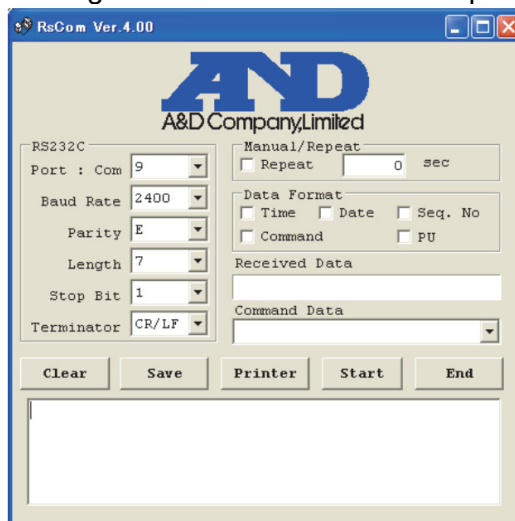 RsCom Ver.4.00
AND
A&D Company,Limited
RS232C
Port : Com 9
Baud Rate 2400
Parity E
Length 7
Stop Bit 1
Terminator CR/LF
Manual/Repeat
Repeat 0 sec
Data Format
Time Date Seq. No
Command PU
Received Data
Command Data
Clear Save Printer Start End